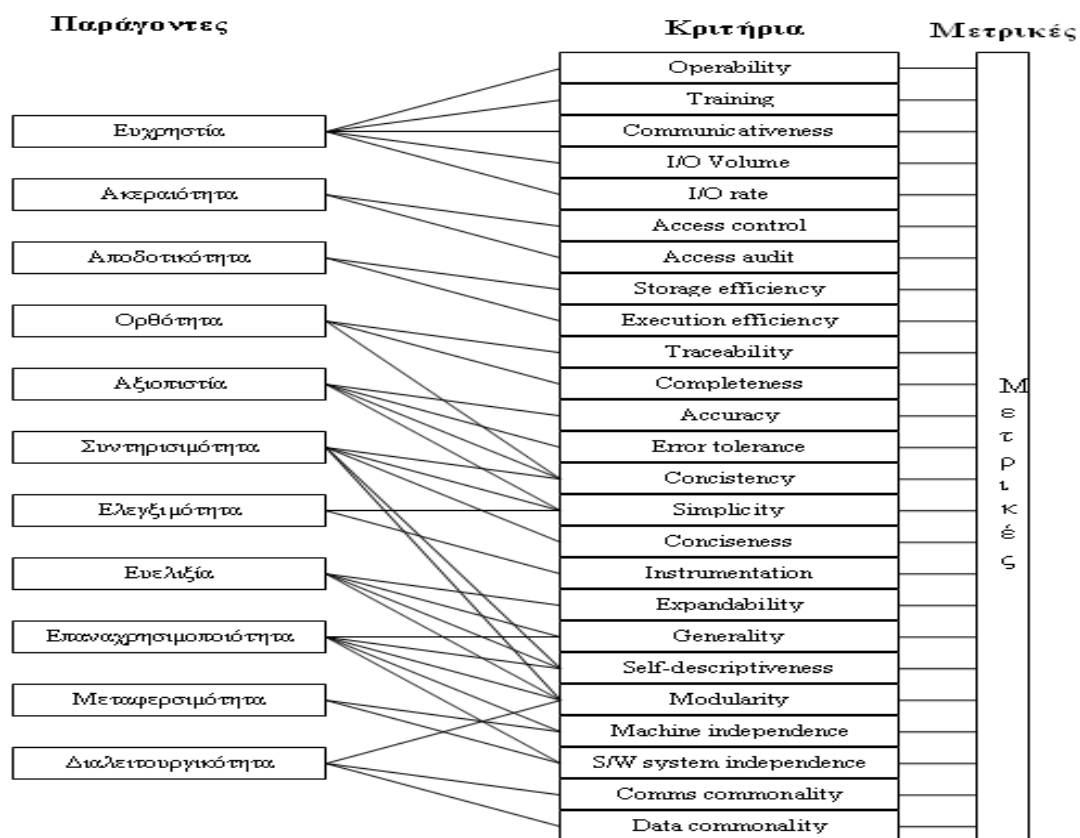 Παράγοντες
Κριτήρια
Μετρικές
Ευχρηστία
Ακεραιότητα
Αποδοτικότητα
Ορθότητα
Αξιοπιστία
Συντηρισιμότητα
Ελεγξιμότητα
Ευελιξία
Επαναχρησιμοποιότητα
Μεταφερσιμότητα
Διαλειτουργικότητα
Operability
Training
Communicativeness
I/O Volume
I/O rate
Access control
Access audit
Storage efficiency
Execution efficiency
Traceability
Completeness
Accuracy
Error tolerance
Concistency
Simplicity
Conciseness
Instrumentation
Expandability
Generality
Self-descriptiveness
Modularity
Machine independence
S/W system independence
Comms commonality
Data commonality
Μετρικές